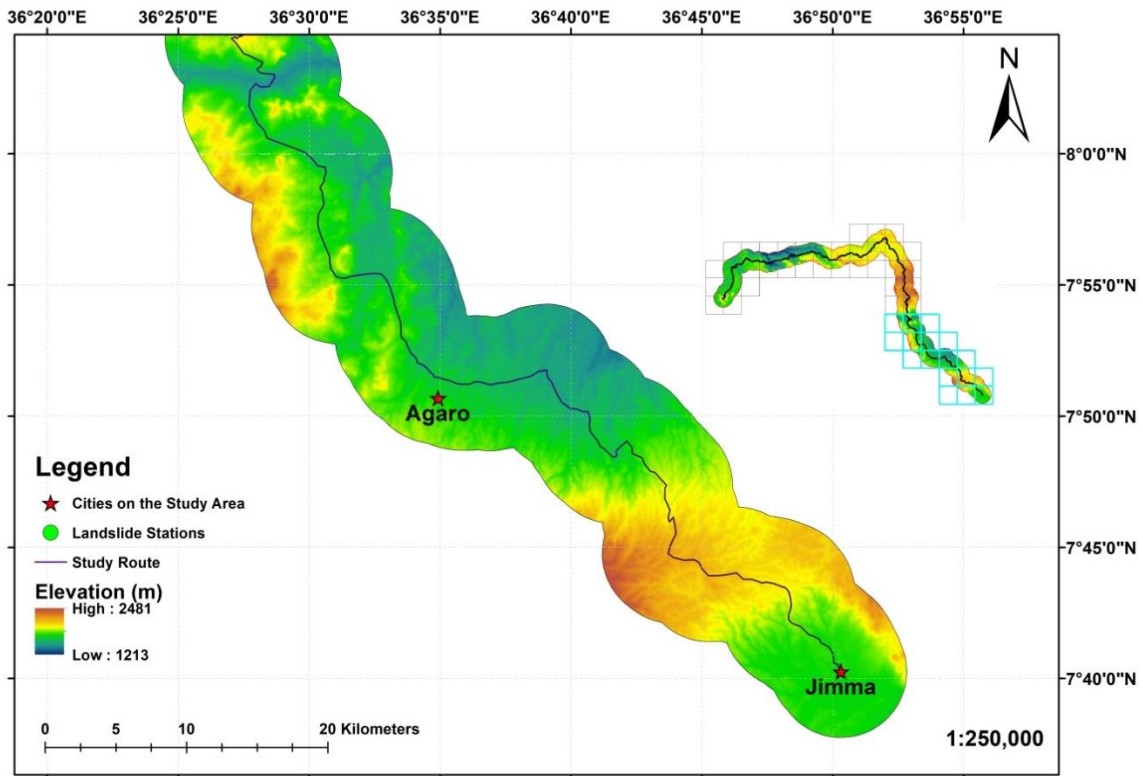 36°20'0"E 36°25'0"E 36°30'0"E 36°35'0"E 36°40'0"E 36°45'0"E 36°50'0"E 36°55'0"E
N
8°0'0"N
7°55'0"N
7°50'0"N
7°45'0"N
7°40'0"N
Agaro
Jimma
Legend
Cities on the Study Area
Landslide Stations
Study Route
Elevation (m)
High : 2481
Low : 1213
0 5 10 20 Kilometers
1:250,000